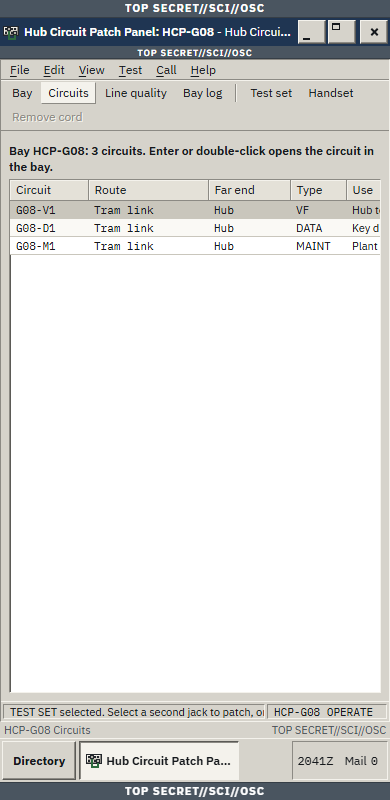 TOP SECRET//SCI//OSC
Hub Circuit Patch Panel: HCP-G08 - Hub Circui...
TOP SECRET//SCI//OSC
File Edit View Test Call Help
Bay Circuits Line quality Bay log Test set Handset
Remove cord
Bay HCP-G08: 3 circuits. Enter or double-click opens the circuit in
the bay.
Circuit Route Far end Type Use
G08-V1 Tram link Hub VF Hub t
G08-D1 Tram link Hub DATA Key d
G08-M1 Tram link Hub MAINT Plant
TEST SET selected. Select a second jack to patch, or HCP-G08 OPERATE
HCP-G08 Circuits TOP SECRET//SCI//OSC
Directory Hub Circuit Patch Pa... 2041Z Mail 0
TOP SECRET//SCI//OSC